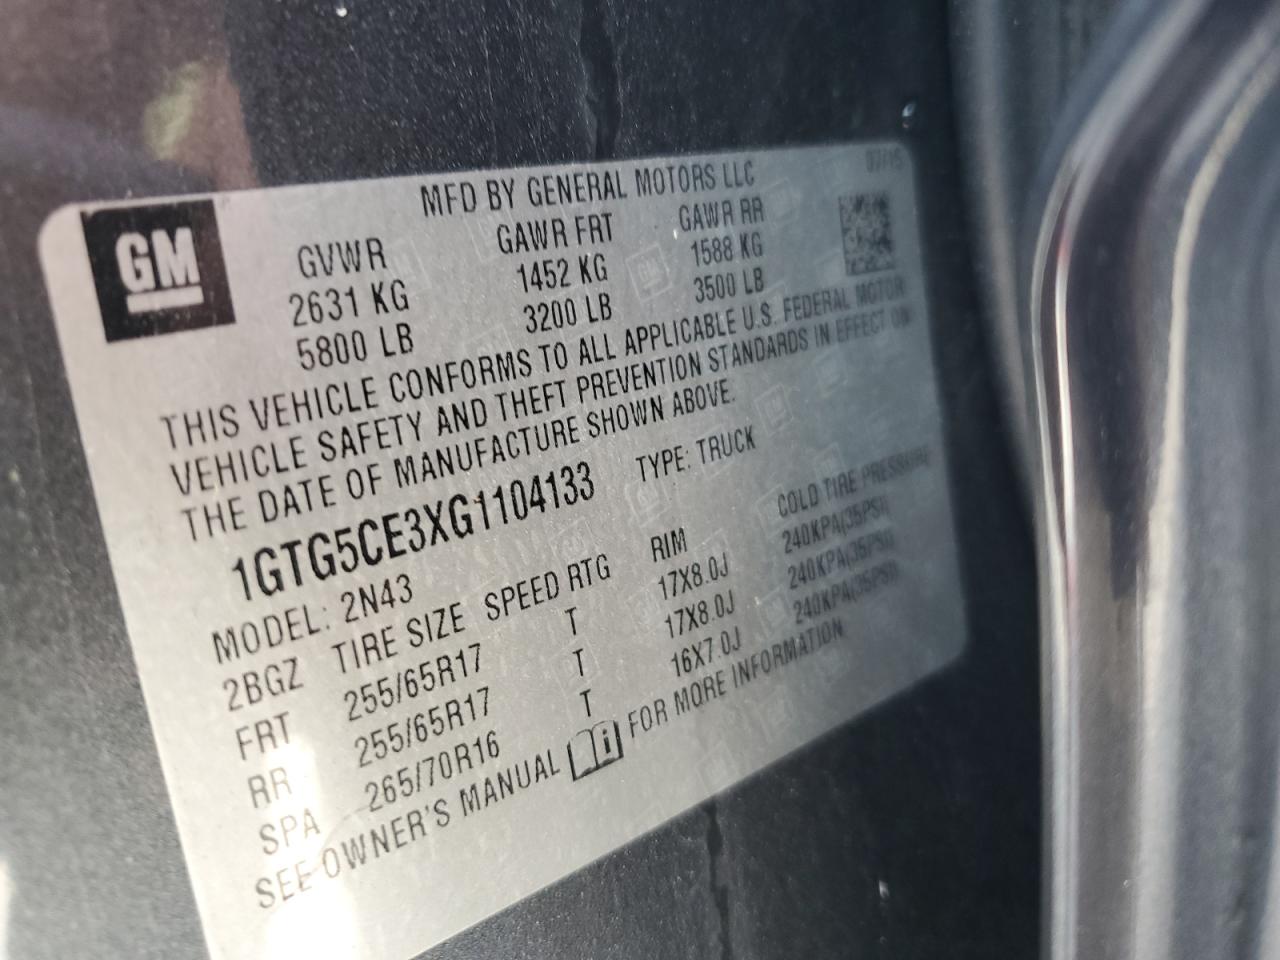 GM
MFD BY GENERAL MOTORS LLC
07/15
GVWR GAWR FRT GAWR RR
2631 KG 1452 KG 1588 KG
5800 LB 3200 LB 3500 LB
THIS VEHICLE CONFORMS TO ALL APPLICABLE U.S. FEDERAL MOTOR
VEHICLE SAFETY AND THEFT PREVENTION STANDARDS IN EFFECT ON
THE DATE OF MANUFACTURE SHOWN ABOVE.
1GTG5CE3XG1104133 TYPE: TRUCK
MODEL: 2N43
2BGZ TIRE SIZE SPEED RTG RIM COLD TIRE PRESSURE
FRT 255/65R17 T 17X8.0J 240KPA(35PSI)
RR 255/65R17 T 17X8.0J 240KPA(35PSI)
SPA 265/70R16 T 16X7.0J 240KPA(35PSI)
SEE OWNER'S MANUAL FOR MORE INFORMATION